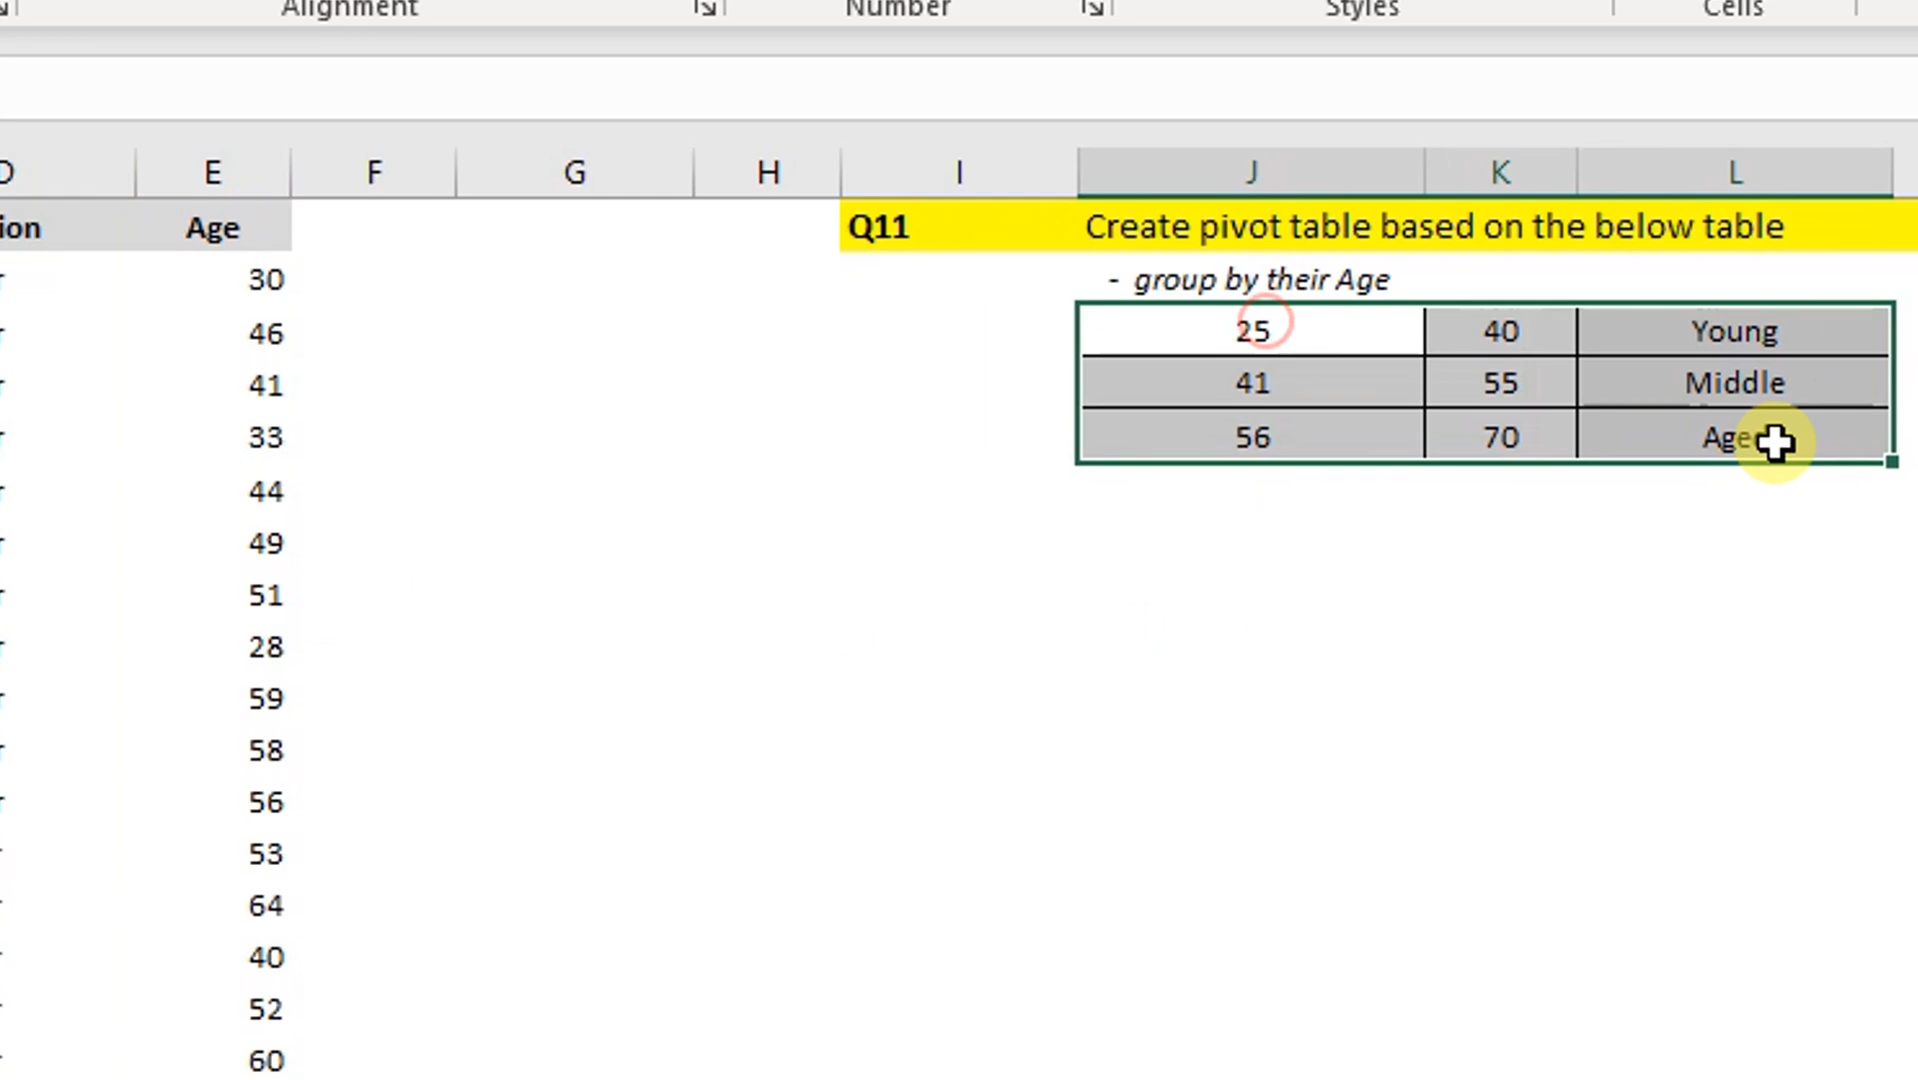 Alignment Number Styles Cells
E F G H I J K L
ion Age Q11 Create pivot table based on the below table
30 - group by their Age
46 25 40 Young
41 41 55 Middle
33 56 70
44
49
51
28
59
58
56
53
64
40
52
60